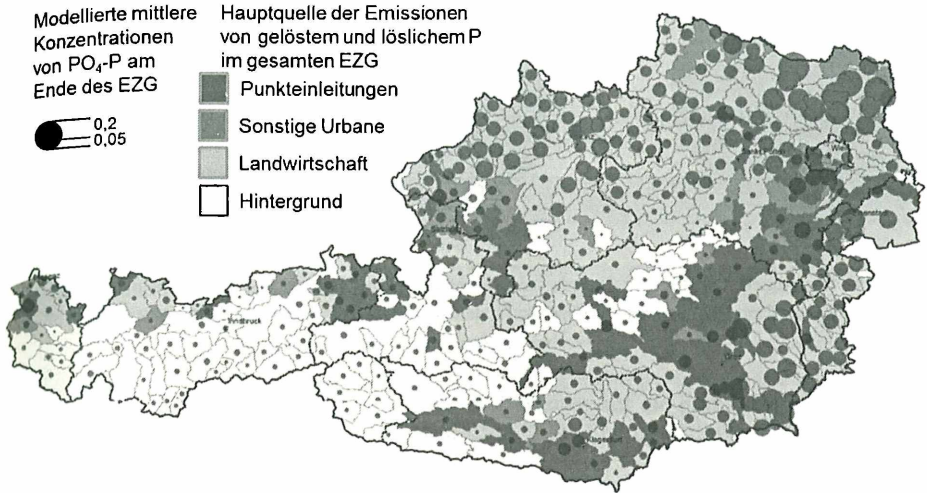 Modellierte mittlere
Konzentrationen
von PO₄-P am
Ende des EZG
0,2
0,05
Hauptquelle der Emissionen
von gelöstem und löslichem P
im gesamten EZG
Punkteinleitungen
Sonstige Urbane
Landwirtschaft
Hintergrund
Innsbruck
Klagenfurt